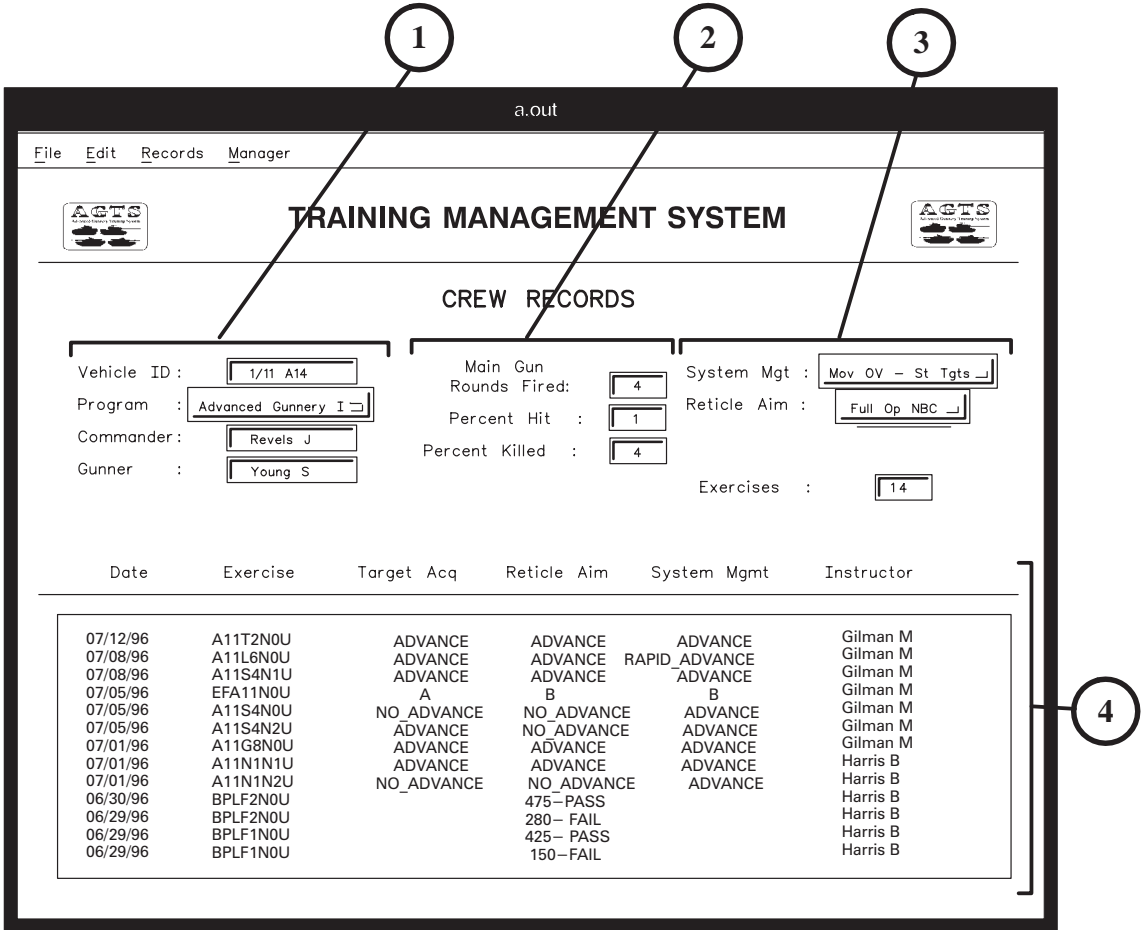 1 2 3
a.out
File Edit Records Manager
AGTS TRAINING MANAGEMENT SYSTEM AGTS
Advanced Gunnery Training System Advanced Gunnery Training System
CREW RECORDS
Vehicle ID : 1/11 A14
Program : Advanced Gunnery I
Commander : Revels J
Gunner : Young S
Main Gun
Rounds Fired: 4
Percent Hit : 1
Percent Killed : 4
System Mgt : Mov OV – St Tgts
Reticle Aim : Full Op NBC
Exercises : 14
Date Exercise Target Acq Reticle Aim System Mgmt Instructor
07/12/96 A11T2N0U ADVANCE ADVANCE ADVANCE Gilman M
07/08/96 A11L6N0U ADVANCE ADVANCE RAPID_ADVANCE Gilman M
07/08/96 A11S4N1U ADVANCE ADVANCE ADVANCE Gilman M
07/05/96 EFA11N0U A B B Gilman M
07/05/96 A11S4N0U NO_ADVANCE NO_ADVANCE ADVANCE Gilman M
07/05/96 A11S4N2U ADVANCE NO_ADVANCE ADVANCE Gilman M
07/01/96 A11G8N0U ADVANCE ADVANCE ADVANCE Gilman M
07/01/96 A11N1N1U ADVANCE ADVANCE ADVANCE Harris B
07/01/96 A11N1N2U NO_ADVANCE NO_ADVANCE ADVANCE Harris B
06/30/96 BPLF2N0U 475–PASS Harris B
06/29/96 BPLF2N0U 280– FAIL Harris B
06/29/96 BPLF1N0U 425– PASS Harris B
06/29/96 BPLF1N0U 150–FAIL Harris B
4